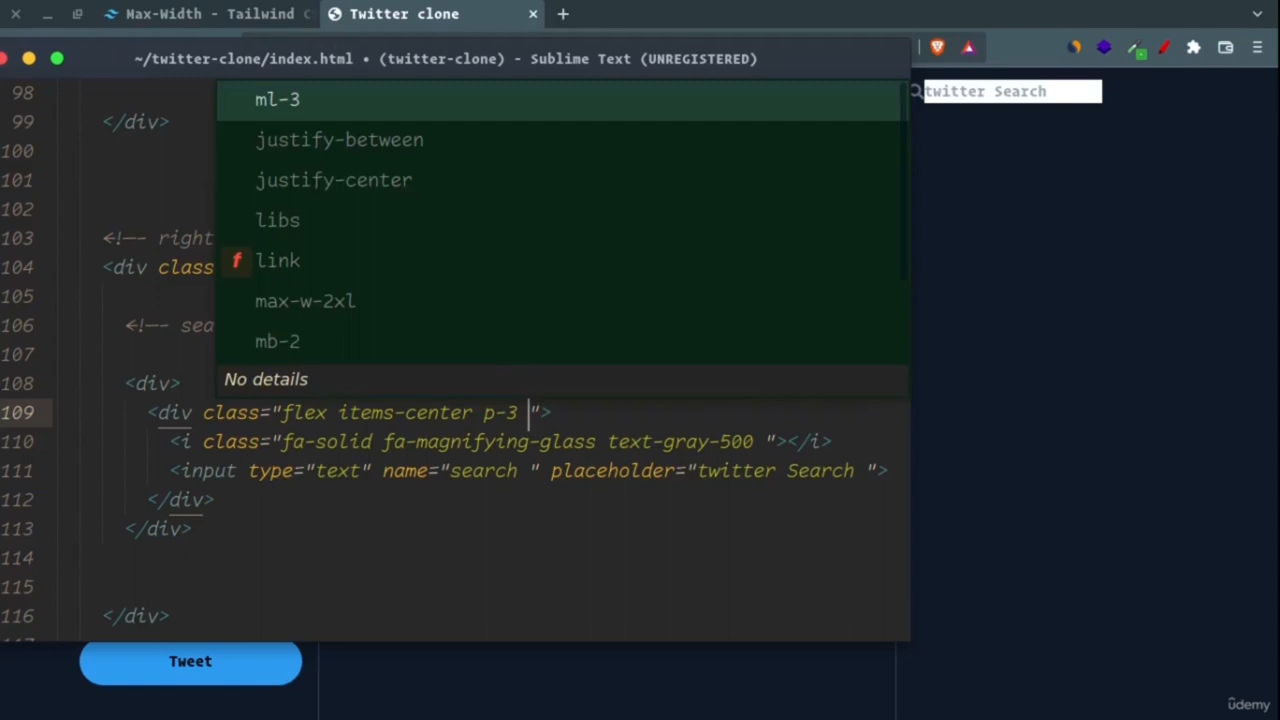 Max-Width - Tailwind C
Twitter clone
~/twitter-clone/index.html • (twitter-clone) - Sublime Text (UNREGISTERED)
twitter Search
98
99 </div>
100
101
102
103 <!-- right
104 <div class
105
106 <!-- sea
107
108 <div>
109 <div class="flex items-center p-3 ">
110 <i class="fa-solid fa-magnifying-glass text-gray-500 "></i>
111 <input type="text" name="search " placeholder="twitter Search ">
112 </div>
113 </div>
114
115
116 </div>
117
ml-3
justify-between
justify-center
libs
f link
max-w-2xl
mb-2
No details
Tweet
ûdemy